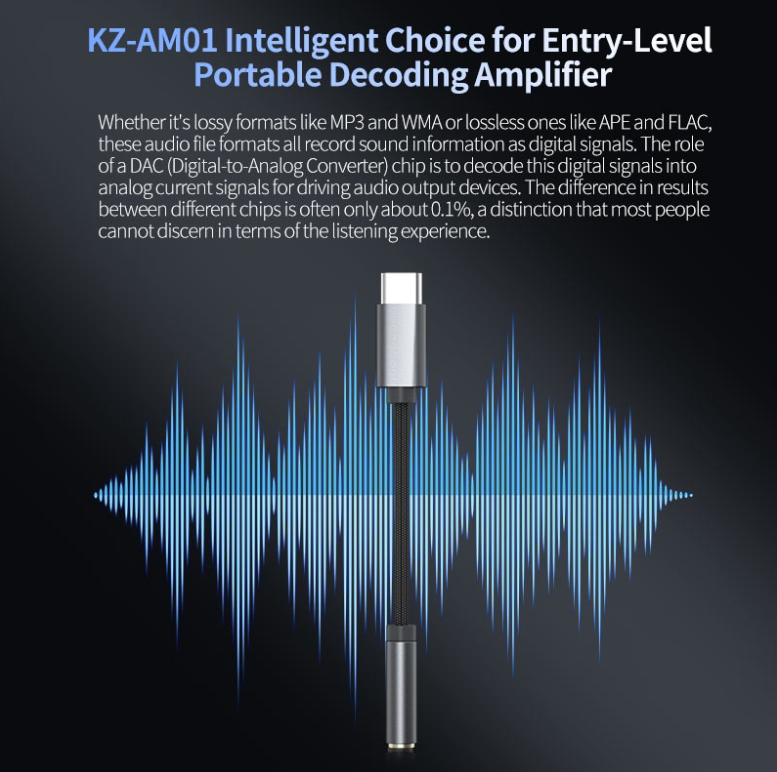 KZ-AM01 Intelligent Choice for Entry-Level
Portable Decoding Amplifier
Whether it's lossy formats like MP3 and WMA or lossless ones like APE and FLAC,
these audio file formats all record sound information as digital signals. The role
of a DAC (Digital-to-Analog Converter) chip is to decode this digital signals into
analog current signals for driving audio output devices. The difference in results
between different chips is often only about 0.1%, a distinction that most people
cannot discern in terms of the listening experience.